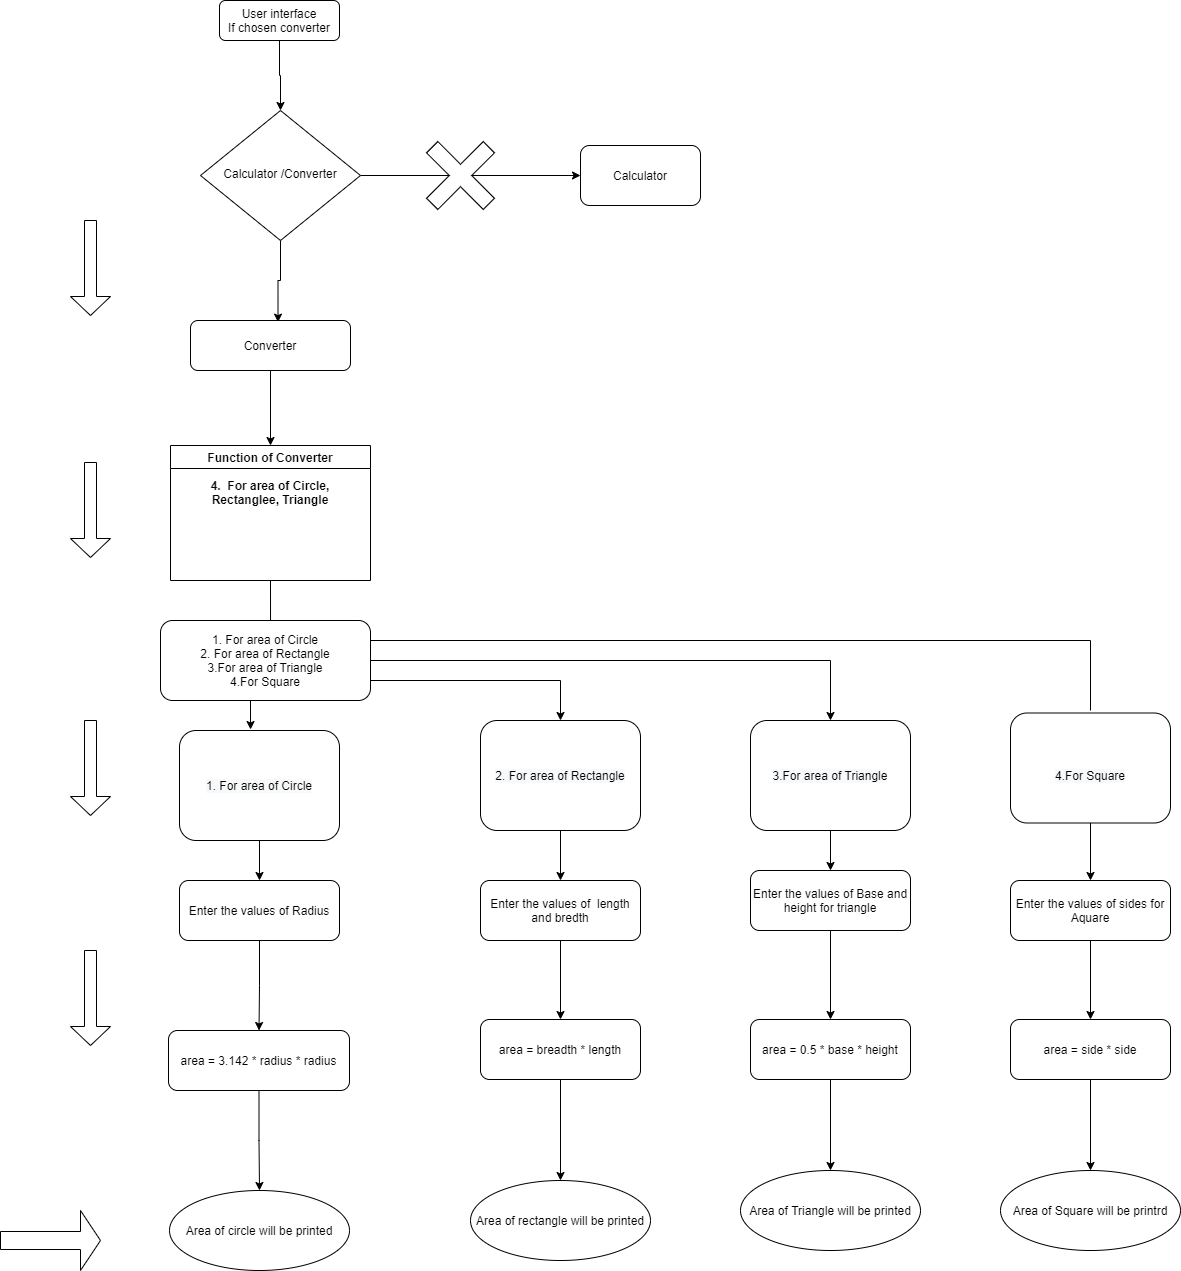 User interface
If chosen converter
Calculator /Converter
Calculator
Converter
Function of Converter
4.  For area of Circle,
Rectanglee, Triangle
1. For area of Circle
2. For area of Rectangle
3.For area of Triangle
4.For Square
1. For area of Circle
2. For area of Rectangle
3.For area of Triangle
4.For Square
Enter the values of Radius
Enter the values of  length
and bredth
Enter the values of Base and
height for triangle
Enter the values of sides for
Aquare
area = 3.142 * radius * radius
area = breadth * length
area = 0.5 * base * height
area = side * side
Area of circle will be printed
Area of rectangle will be printed
Area of Triangle will be printed
Area of Square will be printrd